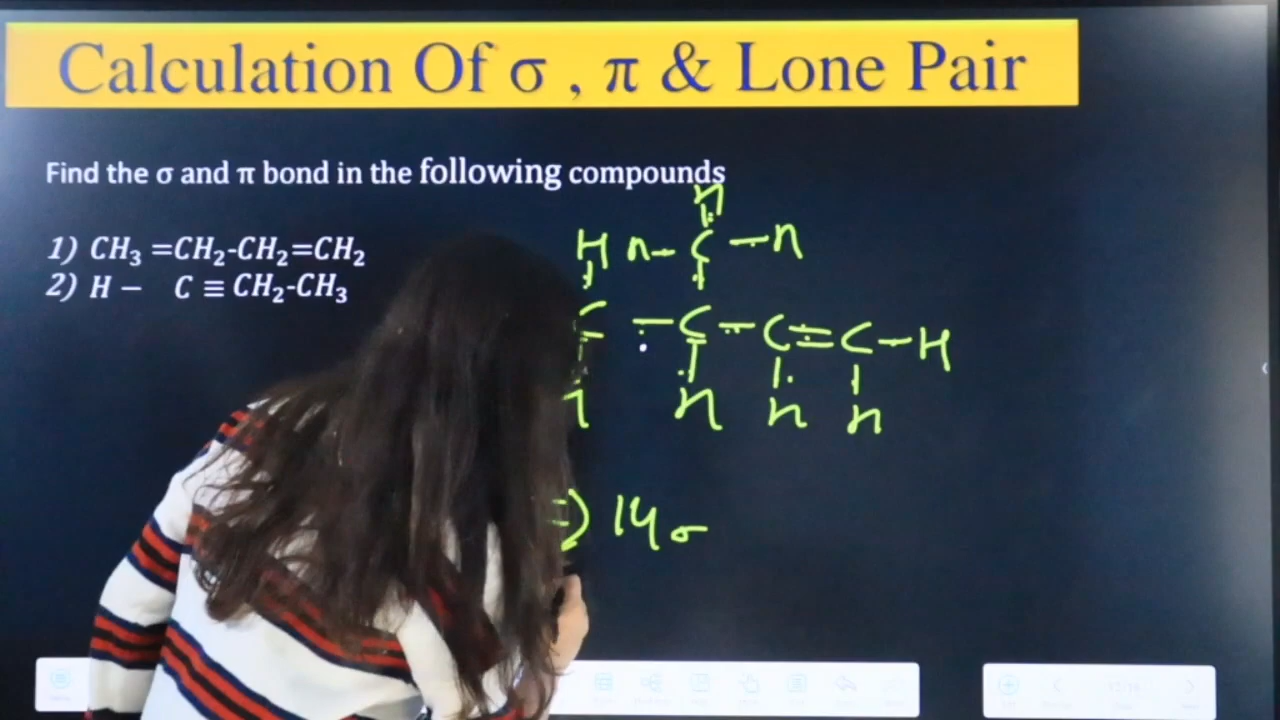 Calculation Of σ , π & Lone Pair
Find the σ and π bond in the following compounds
1) CH₃ =CH₂-CH₂=CH₂
2) H − C ≡ CH₂-CH₃
n
H n - C - n
C - C - C = C - H
n n n
⇒ 14 σ